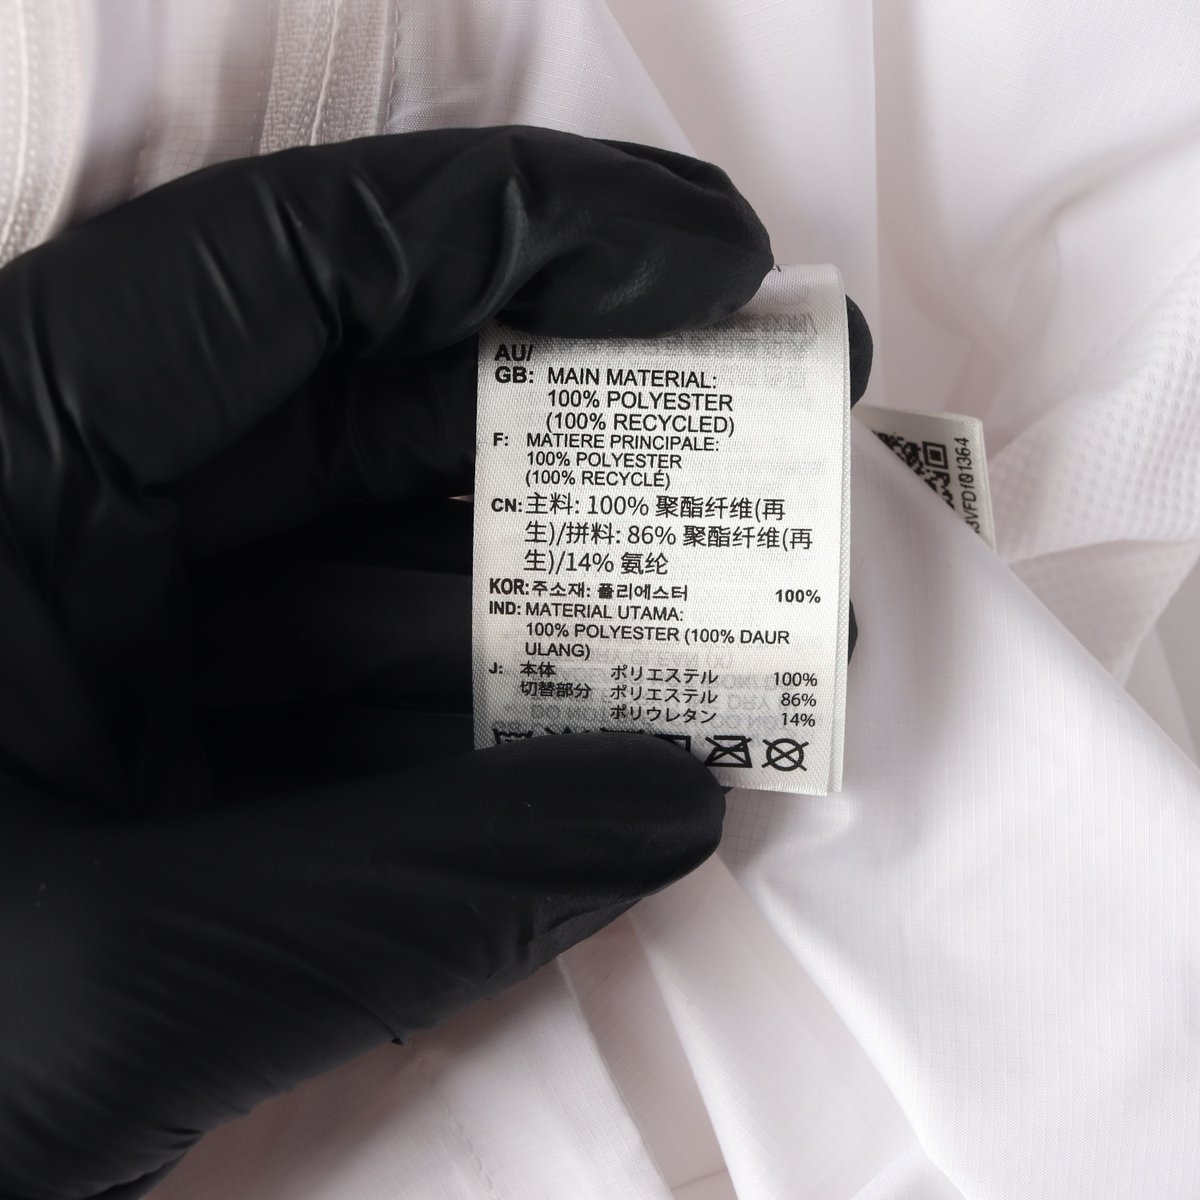 AU/
GB: MAIN MATERIAL:
100% POLYESTER
(100% RECYCLED)
F: MATIERE PRINCIPALE:
100% POLYESTER
(100% RECYCLÉ)
CN: 主料: 100% 聚酯纤维(再
生)/拼料: 86% 聚酯纤维(再
生)/14% 氨纶
KOR: 주소재: 폴리에스터 100%
IND: MATERIAL UTAMA:
100% POLYESTER (100% DAUR
ULANG)
J: 本体 ポリエステル 100%
切替部分 ポリエステル 86%
ポリウレタン 14%
VFD101364